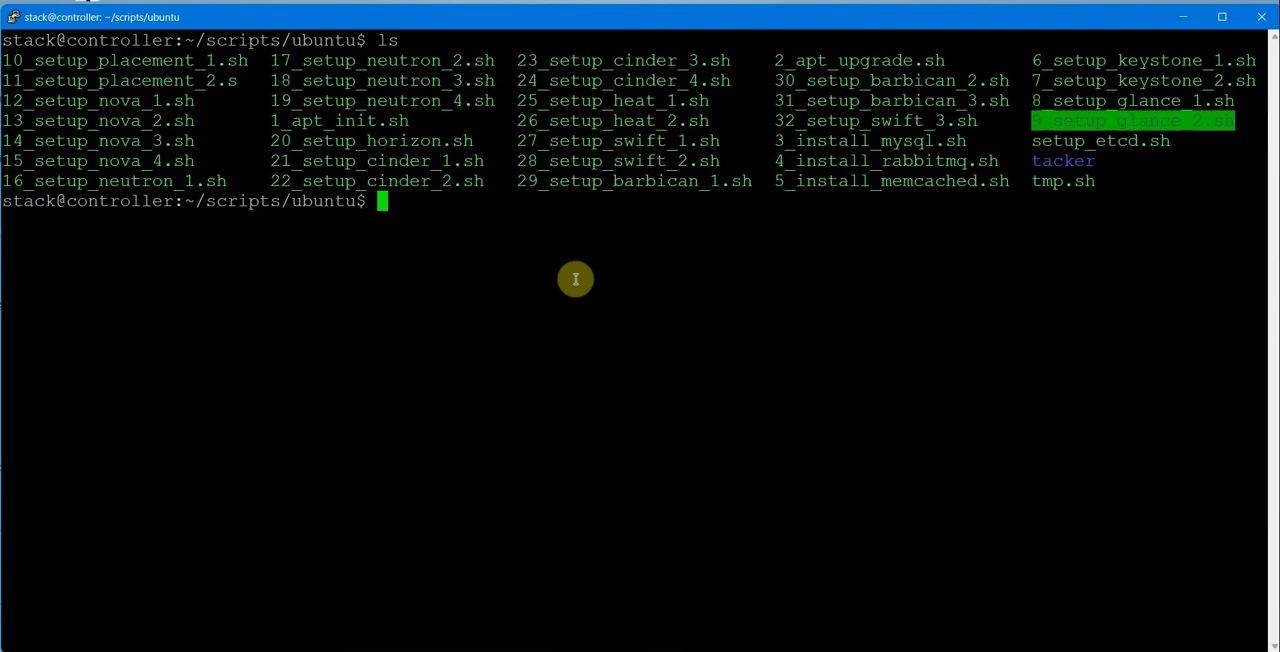 stack@controller: ~/scripts/ubuntu
stack@controller:~/scripts/ubuntu$ ls
10_setup_placement_1.sh 17_setup_neutron_2.sh 23_setup_cinder_3.sh 2_apt_upgrade.sh 6_setup_keystone_1.sh
11_setup_placement_2.s 18_setup_neutron_3.sh 24_setup_cinder_4.sh 30_setup_barbican_2.sh 7_setup_keystone_2.sh
12_setup_nova_1.sh 19_setup_neutron_4.sh 25_setup_heat_1.sh 31_setup_barbican_3.sh 8_setup_glance_1.sh
13_setup_nova_2.sh 1_apt_init.sh 26_setup_heat_2.sh 32_setup_swift_3.sh 9_setup_glance_2.sh
14_setup_nova_3.sh 20_setup_horizon.sh 27_setup_swift_1.sh 3_install_mysql.sh setup_etcd.sh
15_setup_nova_4.sh 21_setup_cinder_1.sh 28_setup_swift_2.sh 4_install_rabbitmq.sh tacker
16_setup_neutron_1.sh 22_setup_cinder_2.sh 29_setup_barbican_1.sh 5_install_memcached.sh tmp.sh
stack@controller:~/scripts/ubuntu$